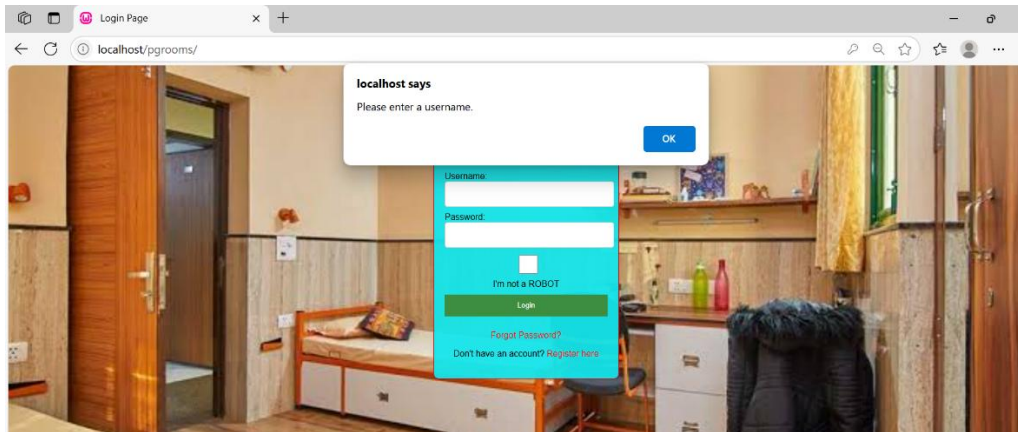 Login Page
localhost/pgrooms/
localhost says
Please enter a username.
OK
Username:
Password:
I'm not a ROBOT
Login
Forgot Password?
Don't have an account? Register here